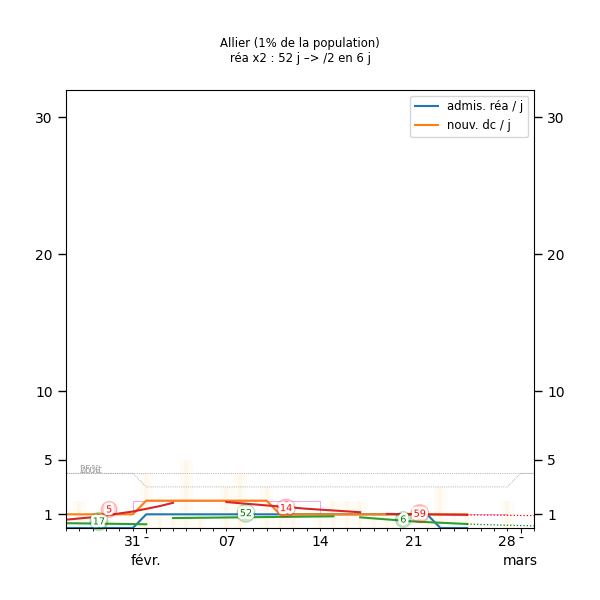 Allier (1% de la population)
réa x2 : 52 j –> /2 en 6 j
admis. réa / j
nouv. dc / j
30 30
20 20
10 10
5 5
1 1
5
17
52
14
6
59
31 - 07 14 21 28 -
févr. mars